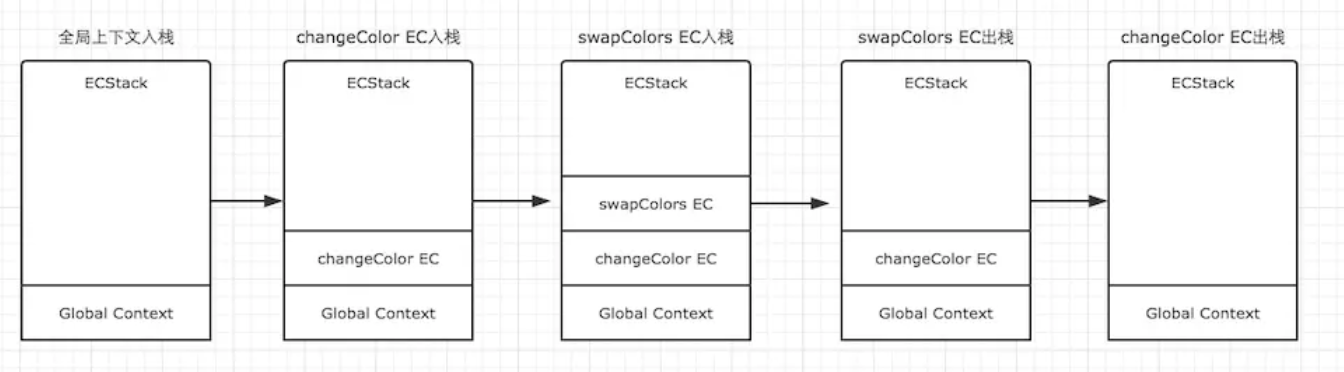 全局上下文入栈
changeColor EC入栈
swapColors EC入栈
swapColors EC出栈
changeColor EC出栈
ECStack
ECStack
ECStack
ECStack
ECStack
swapColors EC
changeColor EC
changeColor EC
changeColor EC
Global Context
Global Context
Global Context
Global Context
Global Context